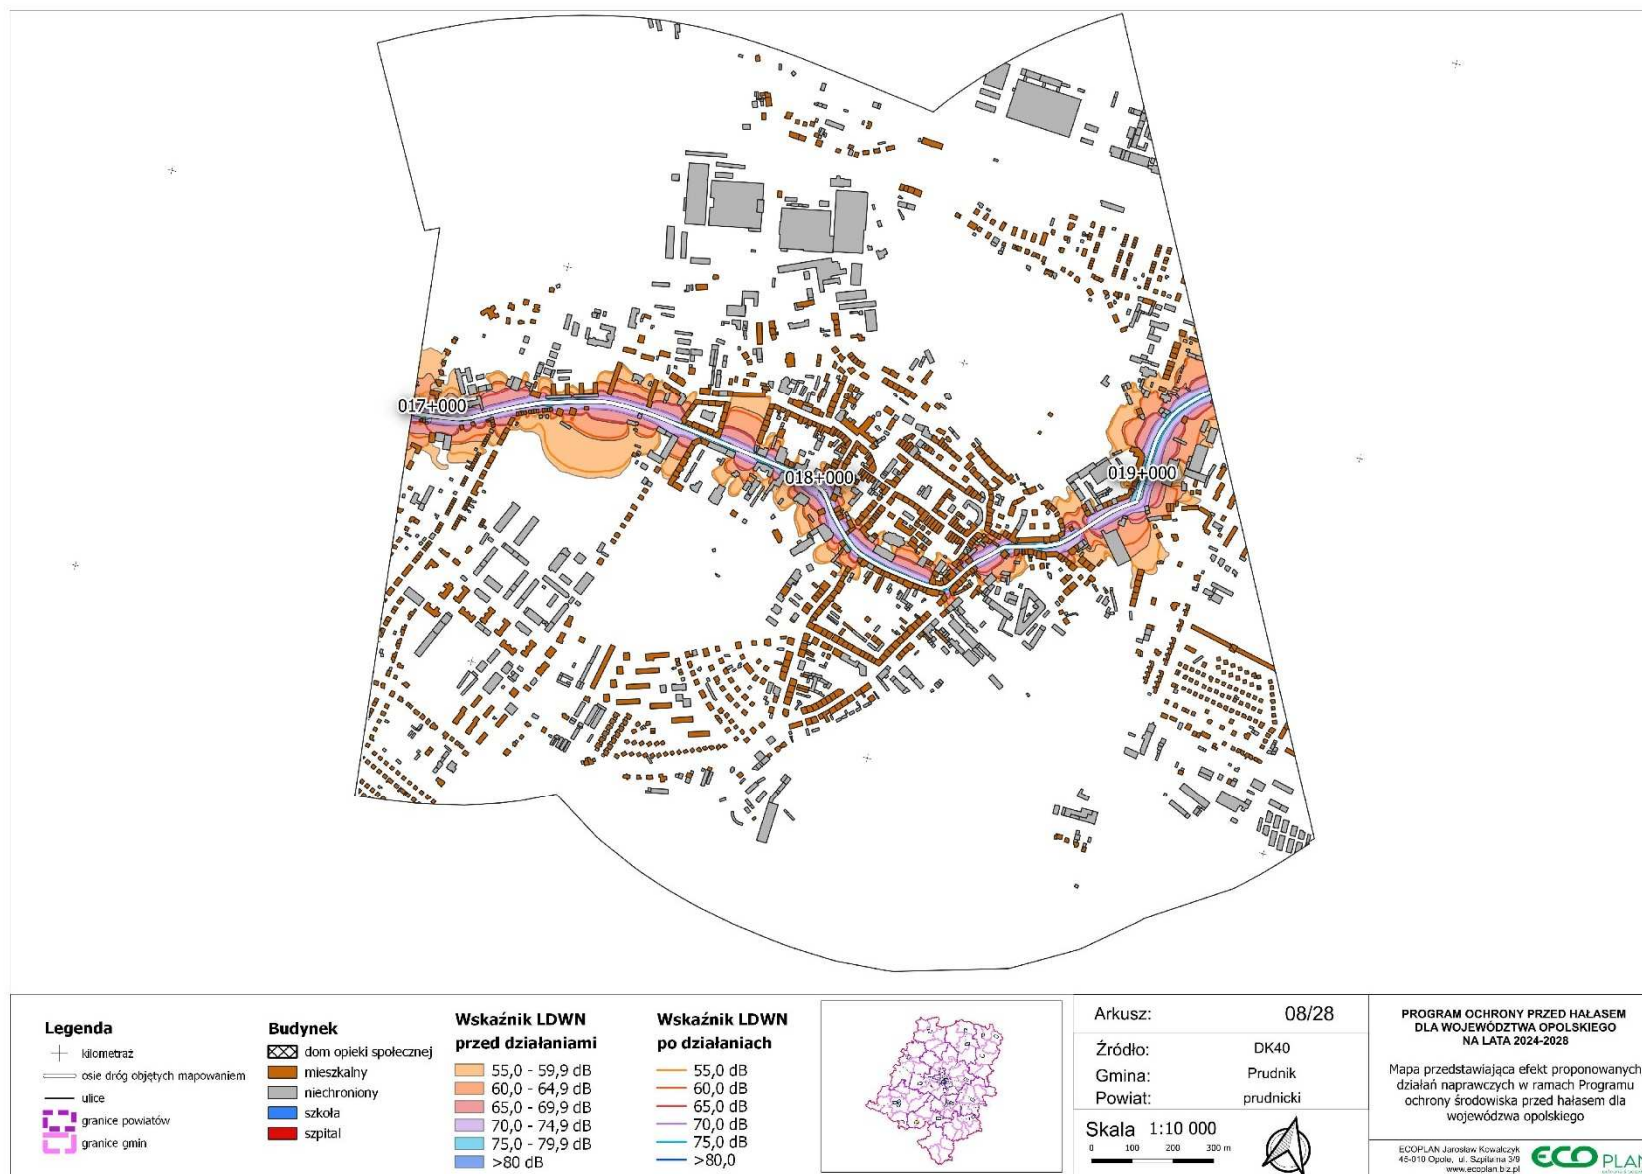 017+000
018+000
019+000
Legenda
kilometraż
osie dróg objętych mapowaniem
ulice
granice powiatów
granice gmin
Budynek
dom opieki społecznej
mieszkalny
niechroniony
szkoła
szpital
Wskaźnik LDWN
przed działaniami
55,0 - 59,9 dB
60,0 - 64,9 dB
65,0 - 69,9 dB
70,0 - 74,9 dB
75,0 - 79,9 dB
>80 dB
Wskaźnik LDWN
po działaniach
55,0 dB
60,0 dB
65,0 dB
70,0 dB
75,0 dB
>80,0
Arkusz: 08/28
Źródło: DK40
Gmina: Prudnik
Powiat: prudnicki
Skala 1:10 000
0 100 200 300 m
PROGRAM OCHRONY PRZED HAŁASEM
DLA WOJEWÓDZTWA OPOLSKIEGO
NA LATA 2024-2028
Mapa przedstawiająca efekt proponowanych
działań naprawczych w ramach Programu
ochrony środowiska przed hałasem dla
województwa opolskiego
ECOPLAN Jarosław Kowalczyk
45-010 Opole, ul. Szpitalna 3/9
www.ecoplan.biz.pl
ECO PLAN